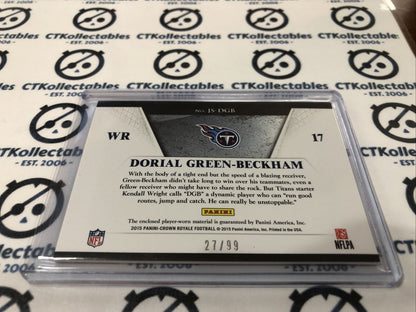 CTKollectibles
EST. 2006
No. JS-DGB
WR
17
DORIAL GREEN-BECKHAM
With the body of a tight end but the speed of a blazing receiver,
Green-Beckham didn't take long to win over his teammates, even
a fellow receiver who might have to share the rock. But Titans starter
Kendall Wright calls "DGB" a dynamic player who can "run good
routes, jump and catch. He can really be unstoppable."
PANINI
The enclosed player-worn material is guaranteed by Panini America, Inc.
2015 PANINI-CROWN ROYALE FOOTBALL © 2015 Panini America, Inc. Printed in the USA.
NFL
27/99
NFLPA